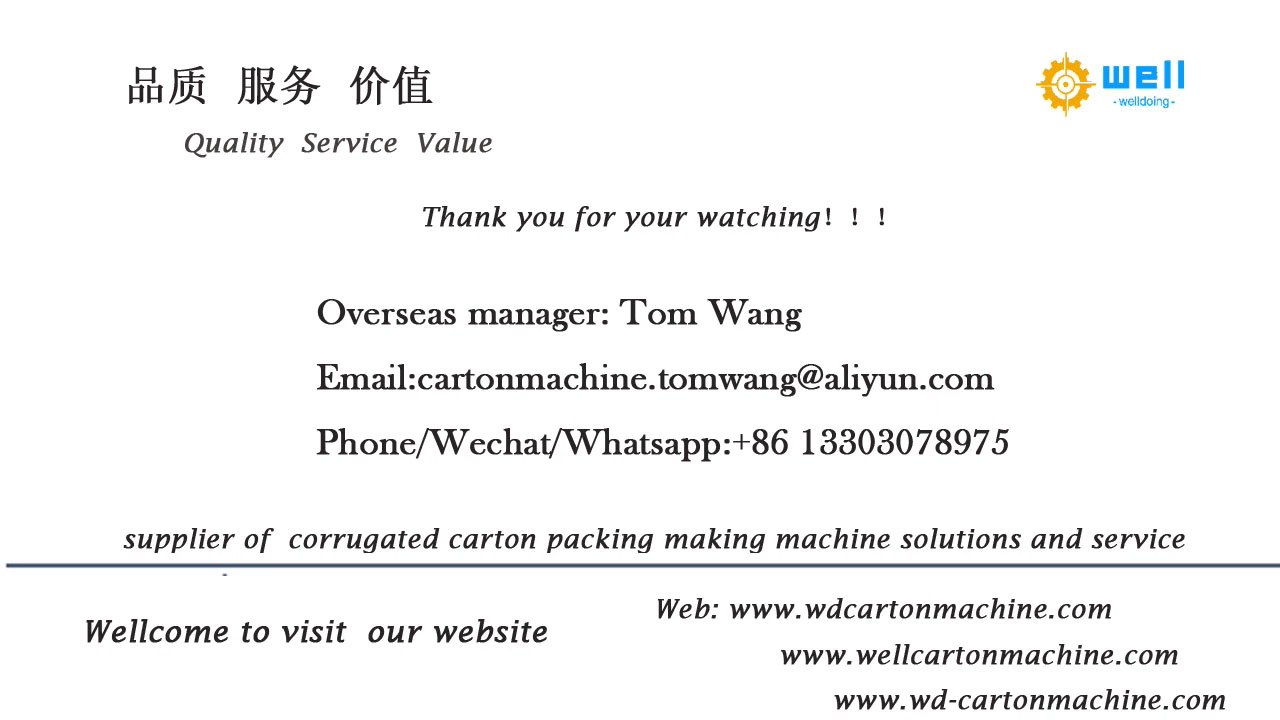 品质 服务 价值
well
-welldoing-
Quality Service Value
Thank you for your watching！！！
Overseas manager: Tom Wang
Email:cartonmachine.tomwang@aliyun.com
Phone/Wechat/Whatsapp:+86 13303078975
supplier of corrugated carton packing making machine solutions and service
Wellcome to visit our website
Web: www.wdcartonmachine.com
www.wellcartonmachine.com
www.wd-cartonmachine.com